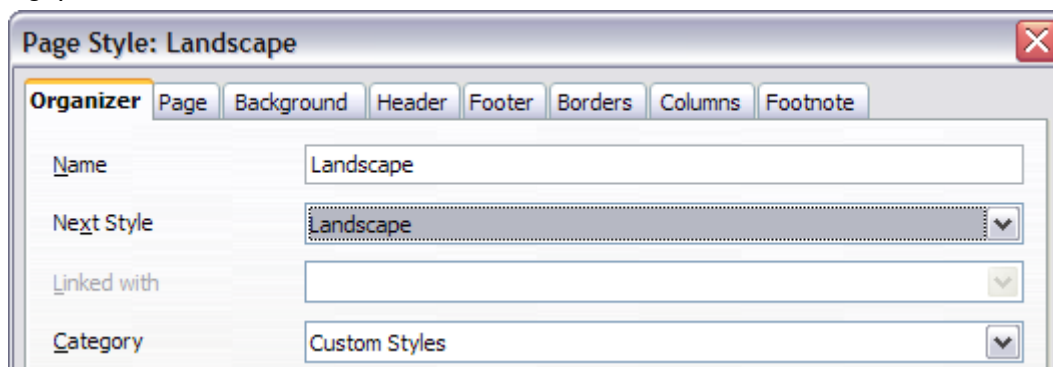 Page Style: Landscape
Organizer Page Background Header Footer Borders Columns Footnote
Name Landscape
Next Style Landscape
Linked with
Category Custom Styles